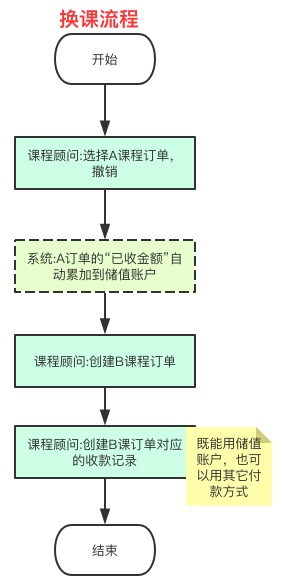 换课流程
开始
课程顾问:选择A课程订单，
撤销
系统:A订单的“已收金额”自
动累加到储值账户
课程顾问:创建B课程订单
课程顾问:创建B课订单对应
的收款记录
既能用储值
账户，也可
以用其它付
款方式
结束